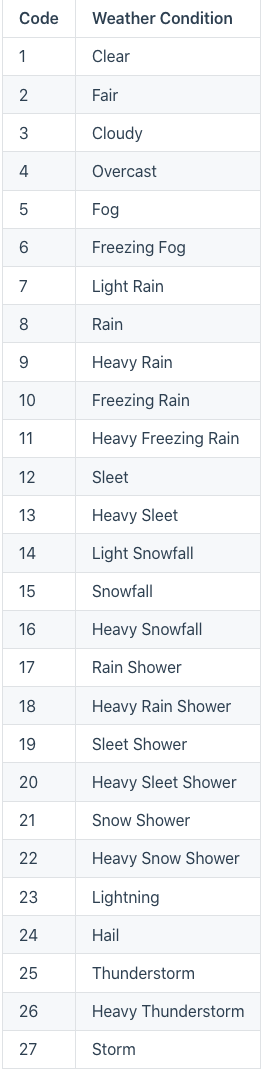 Code Weather Condition
1 Clear
2 Fair
3 Cloudy
4 Overcast
5 Fog
6 Freezing Fog
7 Light Rain
8 Rain
9 Heavy Rain
10 Freezing Rain
11 Heavy Freezing Rain
12 Sleet
13 Heavy Sleet
14 Light Snowfall
15 Snowfall
16 Heavy Snowfall
17 Rain Shower
18 Heavy Rain Shower
19 Sleet Shower
20 Heavy Sleet Shower
21 Snow Shower
22 Heavy Snow Shower
23 Lightning
24 Hail
25 Thunderstorm
26 Heavy Thunderstorm
27 Storm